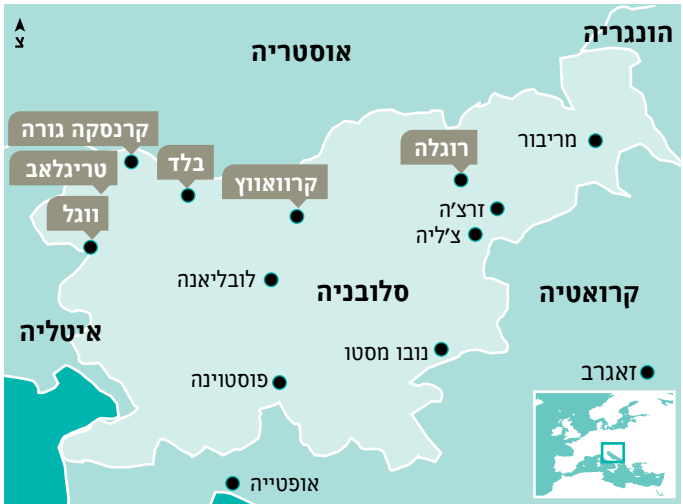 צ
הונגריה
אוסטריה
קרנסקה גורה
מריבור
רוגלה
בלד
טריגלאב
קרוואווץ
ווגל
זרצ'ה
צ'ליה
לובליאנה
סלובניה
קרואטיה
איטליה
נובו מסטו
זאגרב
פוסטוינה
אופטייה